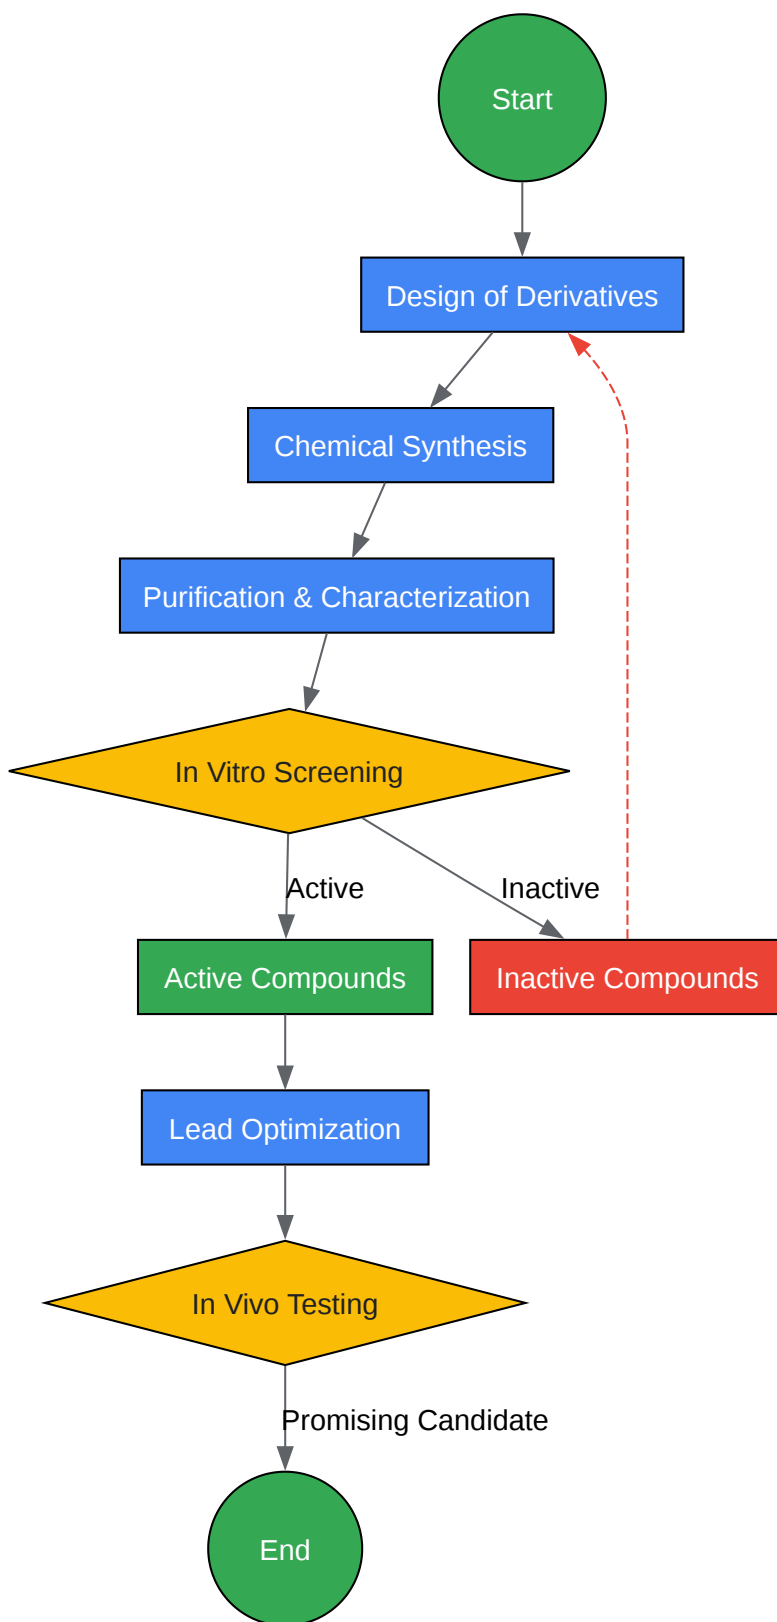 Start
Design of Derivatives
Chemical Synthesis
Purification & Characterization
In Vitro Screening
Active
Inactive
Active Compounds
Inactive Compounds
Lead Optimization
In Vivo Testing
Promising Candidate
End